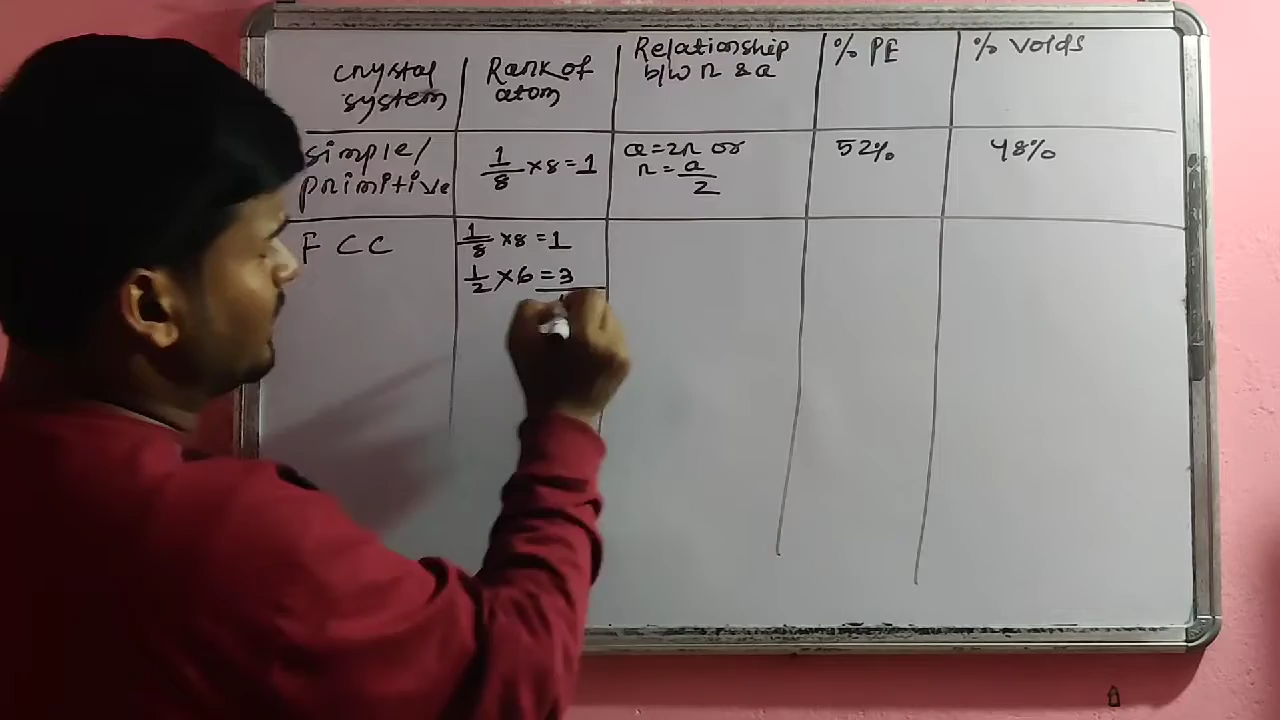 Crystal system
Rank of atom
Relationship b/w r & a
% PE
% voids
simple/ primitive
1/8 ×8 =1
a=2r or
r= a/2
52%
48%
FCC
1/8 ×8 =1
1/2 ×6 =3